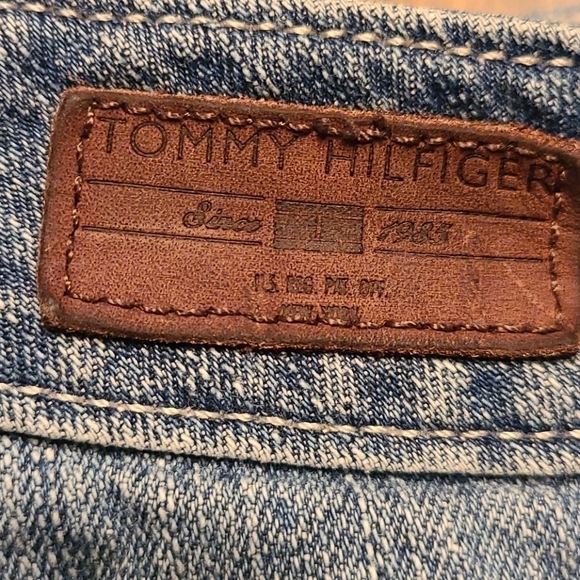 TOMMY HILFIGER
Since 1985
U.S. REG. PAT. OFF.
NEW YORK